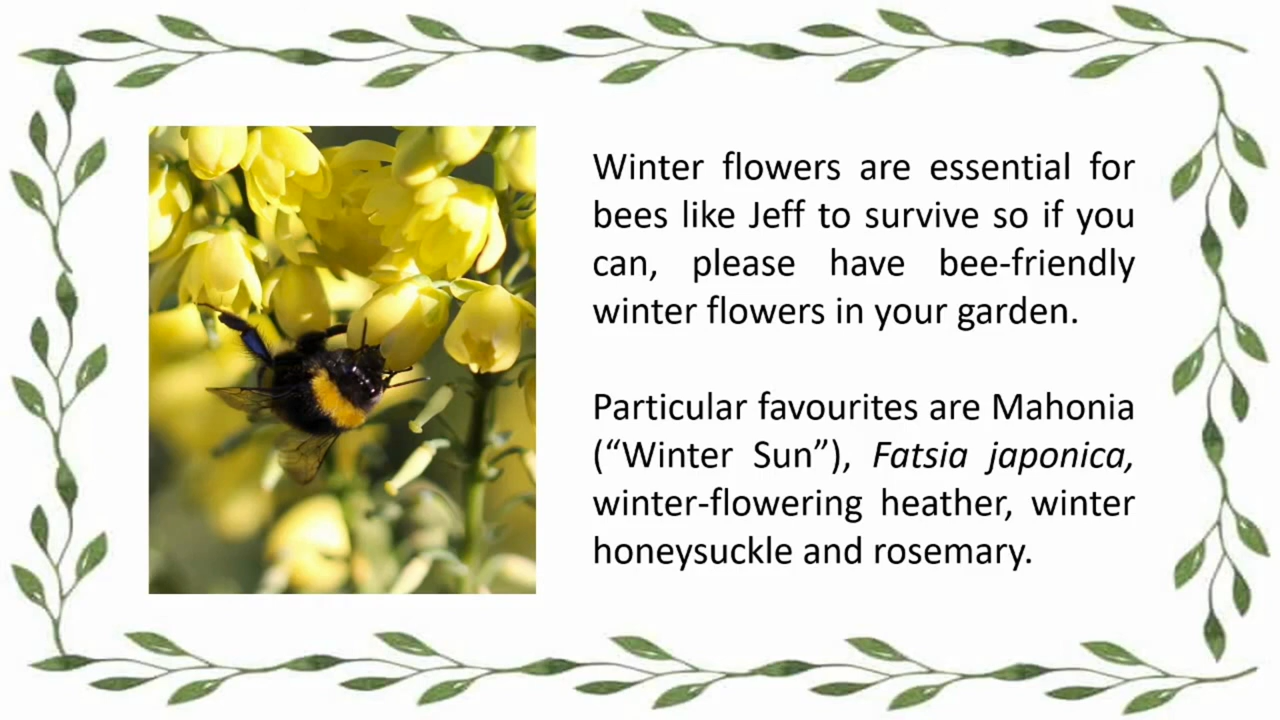 Winter flowers are essential for
bees like Jeff to survive so if you
can, please have bee-friendly
winter flowers in your garden.
Particular favourites are Mahonia
(“Winter Sun”), Fatsia japonica,
winter-flowering heather, winter
honeysuckle and rosemary.